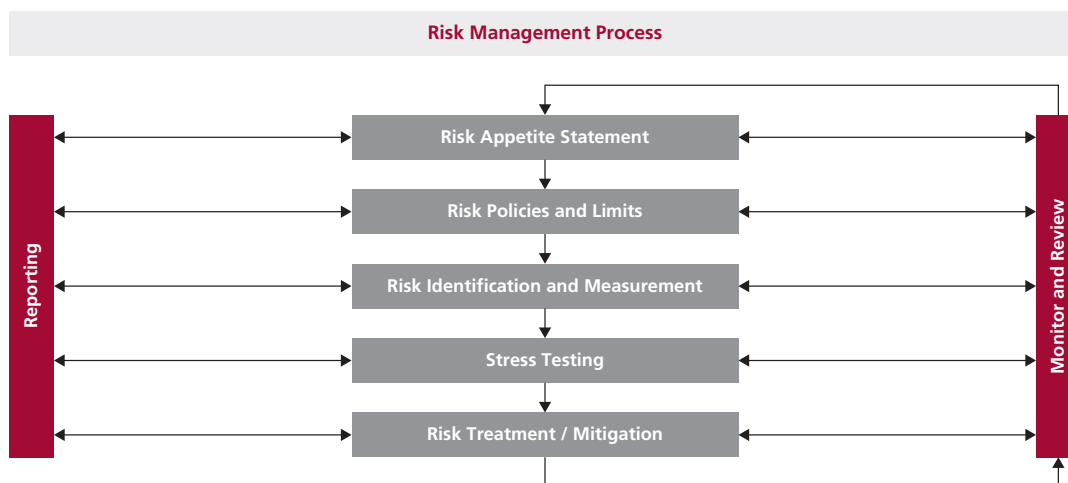 Risk Management Process
Risk Appetite Statement
Risk Policies and Limits
Risk Identification and Measurement
Stress Testing
Risk Treatment / Mitigation
Reporting
Monitor and Review